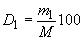 D₁ = m₁/M 100